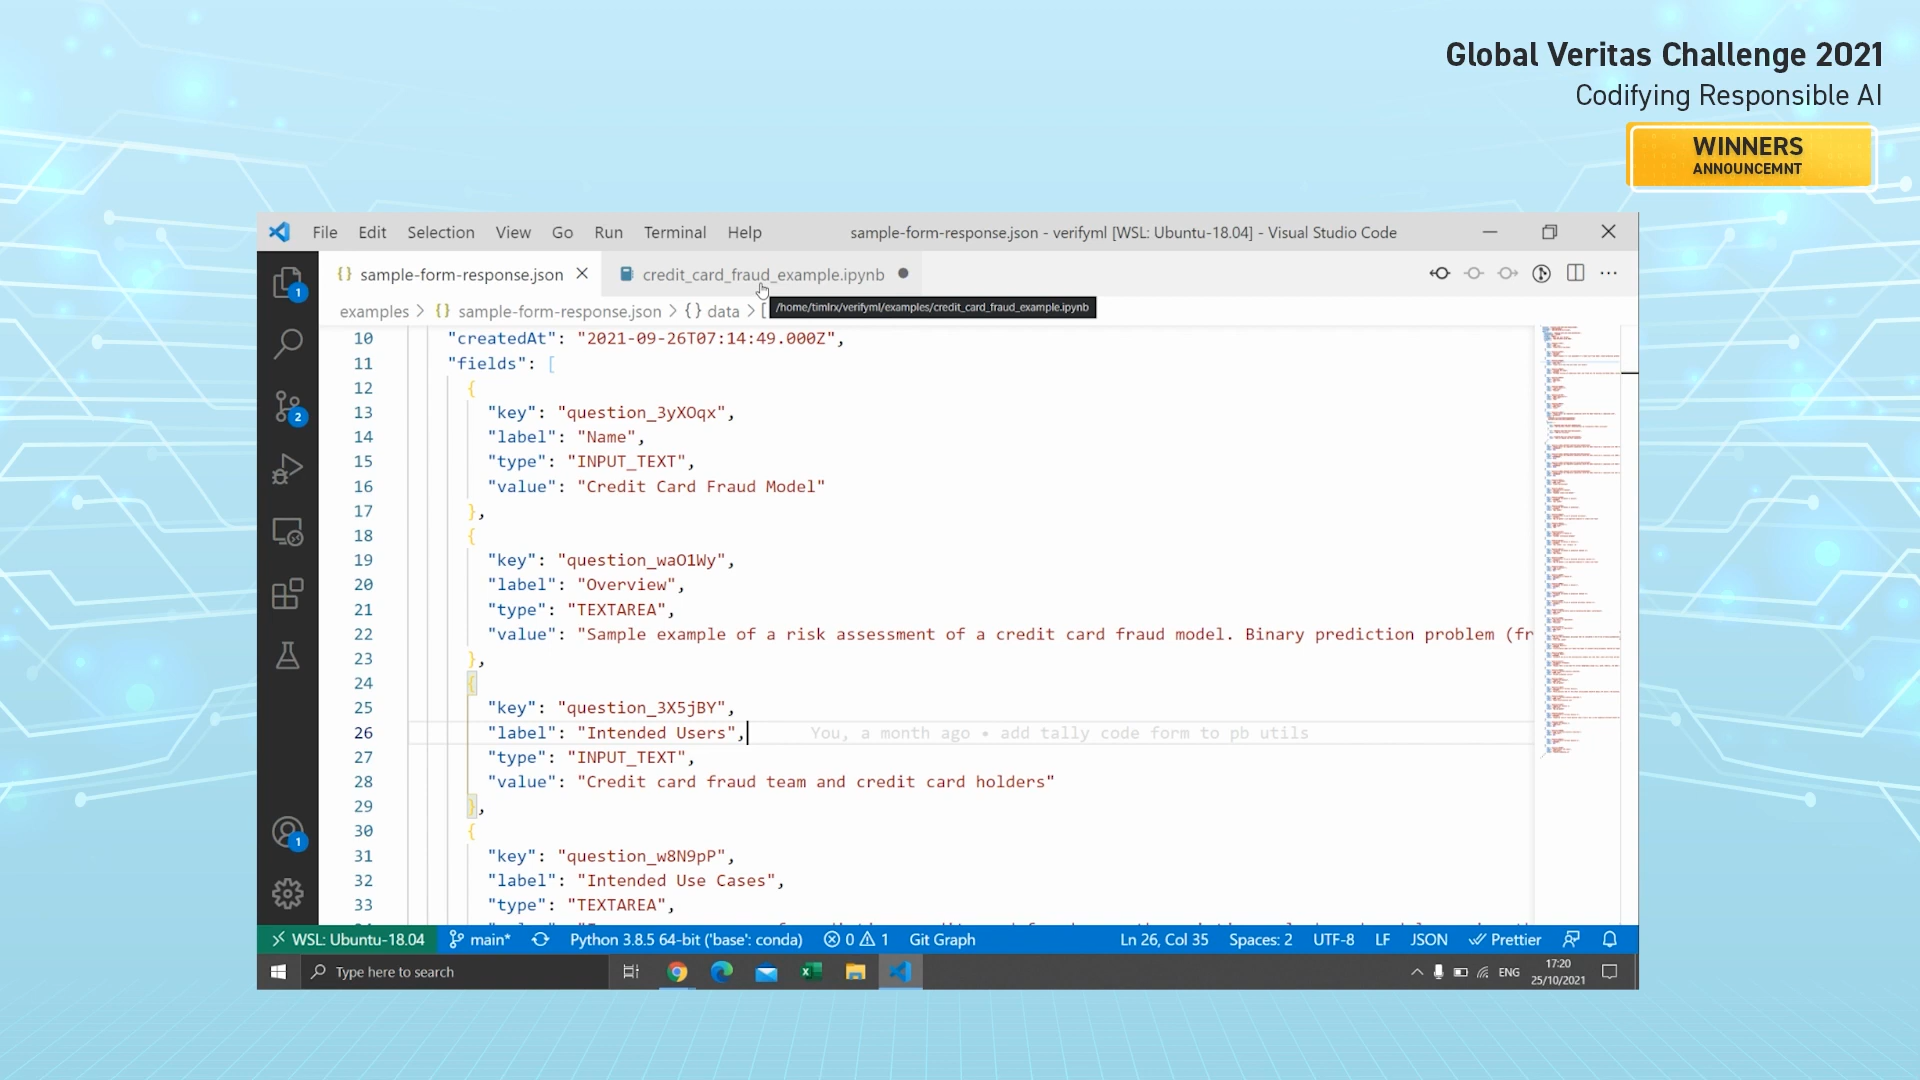 Global Veritas Challenge 2021
Codifying Responsible AI
WINNERS
ANNOUNCEMNT
File Edit Selection View Go Run Terminal Help sample-form-response.json - verifyml [WSL: Ubuntu-18.04] - Visual Studio Code
{} sample-form-response.json credit_card_fraud_example.ipynb
examples > {} sample-form-response.json > {} data > [
/home/timlrx/verifyml/examples/credit_card_fraud_example.ipynb
10 "createdAt": "2021-09-26T07:14:49.000Z",
11 "fields": [
12 {
13 "key": "question_3yXOqx",
14 "label": "Name",
15 "type": "INPUT_TEXT",
16 "value": "Credit Card Fraud Model"
17 },
18 {
19 "key": "question_waO1Wy",
20 "label": "Overview",
21 "type": "TEXTAREA",
22 "value": "Sample example of a risk assessment of a credit card fraud model. Binary prediction problem (fr
23 },
24 {
25 "key": "question_3X5jBY",
26 "label": "Intended Users", You, a month ago • add tally code form to pb utils
27 "type": "INPUT_TEXT",
28 "value": "Credit card fraud team and credit card holders"
29 },
30 {
31 "key": "question_w8N9pP",
32 "label": "Intended Use Cases",
33 "type": "TEXTAREA",
1
2
1
WSL: Ubuntu-18.04 main* Python 3.8.5 64-bit ('base': conda) 0 1 Git Graph Ln 26, Col 35 Spaces: 2 UTF-8 LF JSON Prettier
Type here to search ENG 17:20
25/10/2021